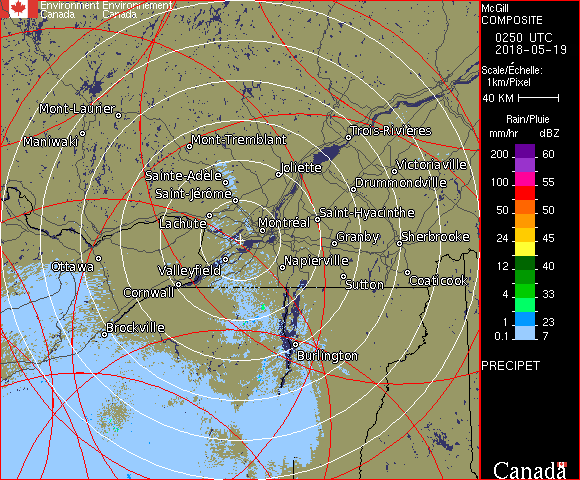 Environment Environnement
Canada Canada
McGill
COMPOSITE
0250 UTC
2018-05-19
Scale/Échelle:
1km/Pixel
40 KM
Rain/Pluie
mm/hr dBZ
200 60
100 55
50 50
24 45
12 40
4 33
1 23
0.1 7
PRECIPET
Canada
Mont-Laurier
Maniwaki
Mont-Tremblant
Trois-Rivières
Joliette
Victoriaville
Sainte-Adèle
Drummondville
Saint-Jérôme
Saint-Hyacinthe
Lachute
Montréal
Granby
Sherbrooke
Ottawa
Valleyfield
Napierville
Cornwall
Sutton
Coaticook
Brockville
Burlington